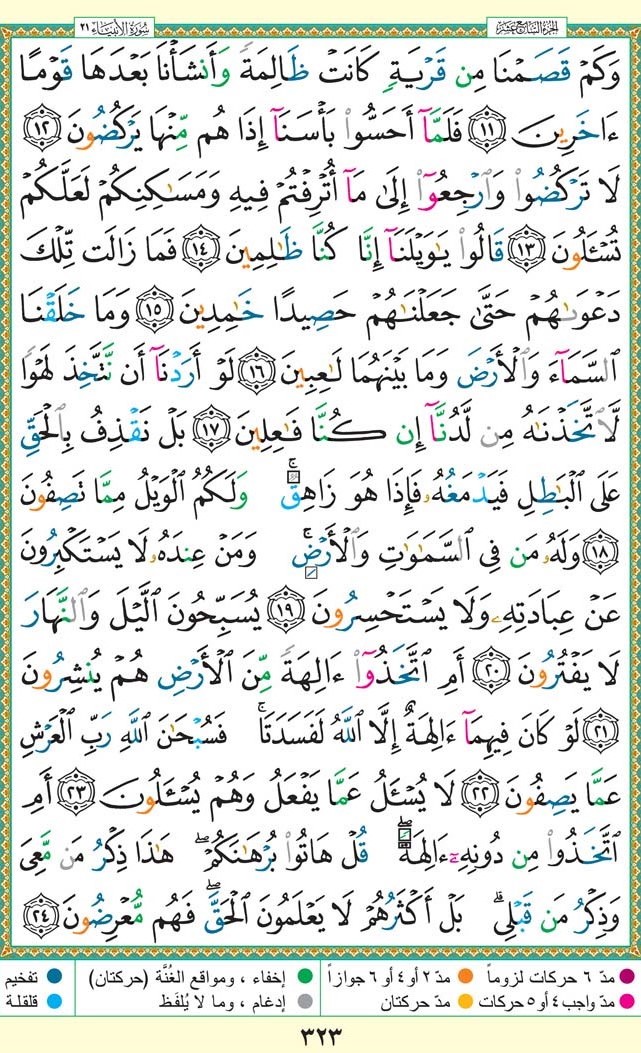 الجزء السابع عشر
سورة الأنبياء ٢١
وَكَمْ قَصَمْنَا مِن قَرْيَةٍ كَانَتْ ظَالِمَةً وَأَنشَأْنَا بَعْدَهَا قَوْمًا
ءَاخَرِينَ ١١ فَلَمَّآ أَحَسُّوا۟ بَأْسَنَآ إِذَا هُم مِّنْهَا يَرْكُضُونَ ١٢
لَا تَرْكُضُوا۟ وَٱرْجِعُوٓا۟ إِلَىٰ مَآ أُتْرِفْتُمْ فِيهِ وَمَسَـٰكِنِكُمْ لَعَلَّكُمْ
تُسْـَٔلُونَ ١٣ قَالُوا۟ يَـٰوَيْلَنَآ إِنَّا كُنَّا ظَـٰلِمِينَ ١٤ فَمَا زَالَت تِّلْكَ
دَعْوَىٰهُمْ حَتَّىٰ جَعَلْنَـٰهُمْ حَصِيدًا خَـٰمِدِينَ ١٥ وَمَا خَلَقْنَا
ٱلسَّمَآءَ وَٱلْأَرْضَ وَمَا بَيْنَهُمَا لَـٰعِبِينَ ١٦ لَوْ أَرَدْنَآ أَن نَّتَّخِذَ لَهْوًا
لَّٱتَّخَذْنَـٰهُ مِن لَّدُنَّآ إِن كُنَّا فَـٰعِلِينَ ١٧ بَلْ نَقْذِفُ بِٱلْحَقِّ
عَلَى ٱلْبَـٰطِلِ فَيَدْمَغُهُۥ فَإِذَا هُوَ زَاهِقٌ ۚ وَلَكُمُ ٱلْوَيْلُ مِمَّا تَصِفُونَ
١٨ وَلَهُۥ مَن فِى ٱلسَّمَـٰوَٰتِ وَٱلْأَرْضِ ۚ وَمَنْ عِندَهُۥ لَا يَسْتَكْبِرُونَ
عَنْ عِبَادَتِهِۦ وَلَا يَسْتَحْسِرُونَ ١٩ يُسَبِّحُونَ ٱلَّيْلَ وَٱلنَّهَارَ
لَا يَفْتُرُونَ ٢٠ أَمِ ٱتَّخَذُوٓا۟ ءَالِهَةً مِّنَ ٱلْأَرْضِ هُمْ يُنشِرُونَ
٢١ لَوْ كَانَ فِيهِمَآ ءَالِهَةٌ إِلَّا ٱللَّهُ لَفَسَدَتَا ۚ فَسُبْحَـٰنَ ٱللَّهِ رَبِّ ٱلْعَرْشِ
عَمَّا يَصِفُونَ ٢٢ لَا يُسْـَٔلُ عَمَّا يَفْعَلُ وَهُمْ يُسْـَٔلُونَ ٢٣ أَمِ
ٱتَّخَذُوا۟ مِن دُونِهِۦٓ ءَالِهَةً ۖ قُلْ هَاتُوا۟ بُرْهَـٰنَكُمْ ۖ هَـٰذَا ذِكْرُ مَن مَّعِىَ
وَذِكْرُ مَن قَبْلِى ۗ بَلْ أَكْثَرُهُمْ لَا يَعْلَمُونَ ٱلْحَقَّ ۖ فَهُم مُّعْرِضُونَ ٢٤
مدّ ٦ حركات لزوماً مدّ ٢ أو ٤ أو ٦ جوازاً إخفاء ، ومواقع الغُنَّة (حركتان) تفخيم
مدّ واجب ٤ أو ٥ حركات مدّ حركتان إدغام ، وما لا يُلفَظ قلقلة
٣٢٣